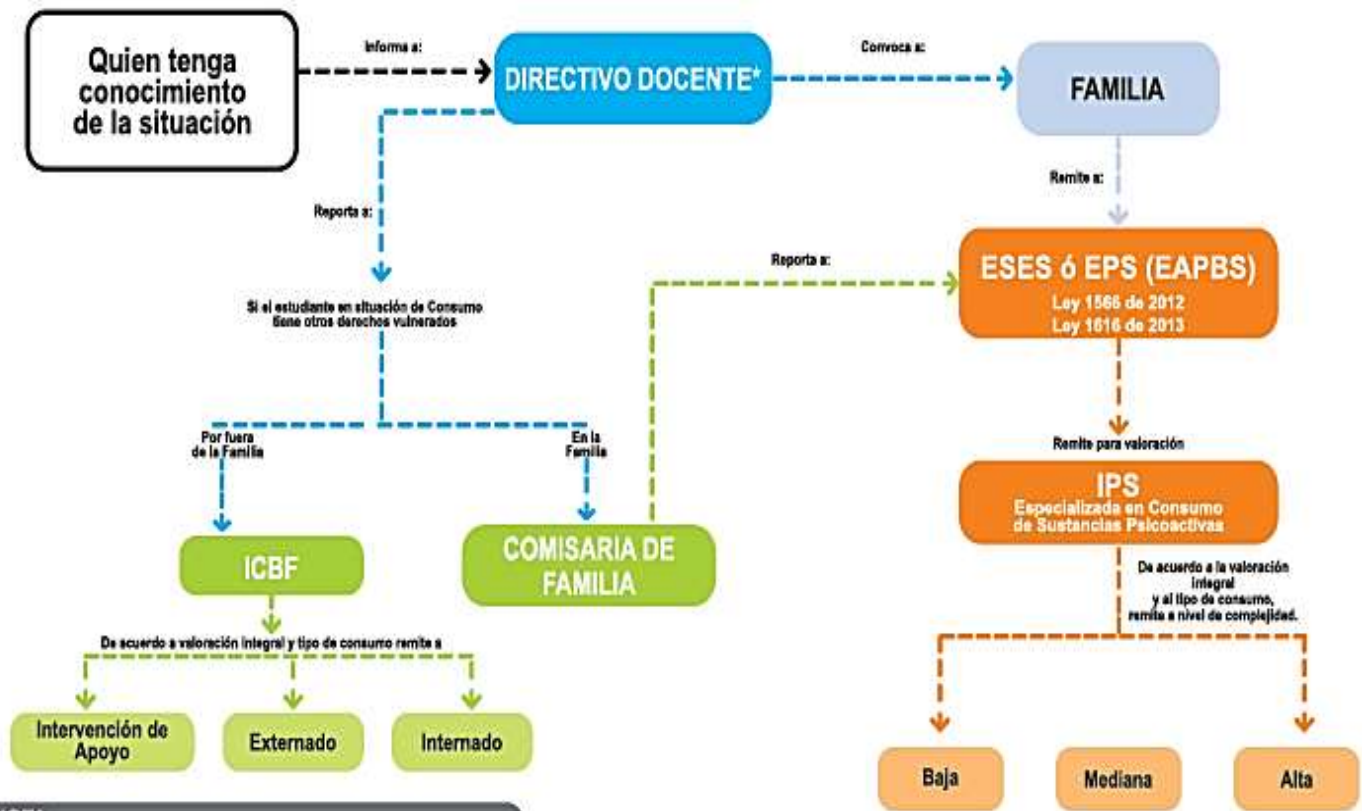 Quien tenga
conocimiento
de la situación
Informa a:
DIRECTIVO DOCENTE*
Convoca a:
FAMILIA
Remite a:
Reporta a:
Reporta a:
ESES ó EPS (EAPBS)
Ley 1566 de 2012
Ley 1616 de 2013
Si el estudiante en situación de Consumo
tiene otros derechos vulnerados
Por fuera
de la Familia
En la
Familia
Remite para valoración
IPS
Especializada en Consumo
de Sustancias Psicoactivas
ICBF
COMISARIA DE
FAMILIA
De acuerdo a la valoración
integral
y al tipo de consumo,
remite a nivel de complejidad.
De acuerdo a valoración integral y tipo de consumo remite a
Intervención de
Apoyo
Externado
Internado
Baja
Mediana
Alta